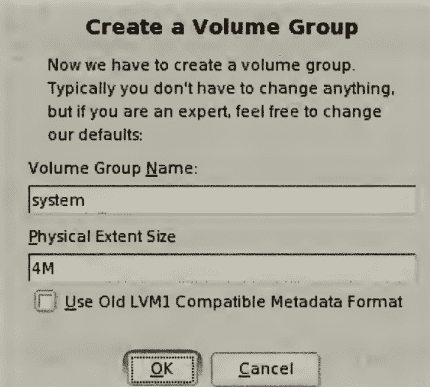 Create a Volume Group
Now we have to create a volume group.
Typically you don't have to change anything,
but if you are an expert, feel free to change
our defaults:
Volume Group Name:
system
Physical Extent Size
4M
Use Old LVM1 Compatible Metadata Format
OK
Cancel